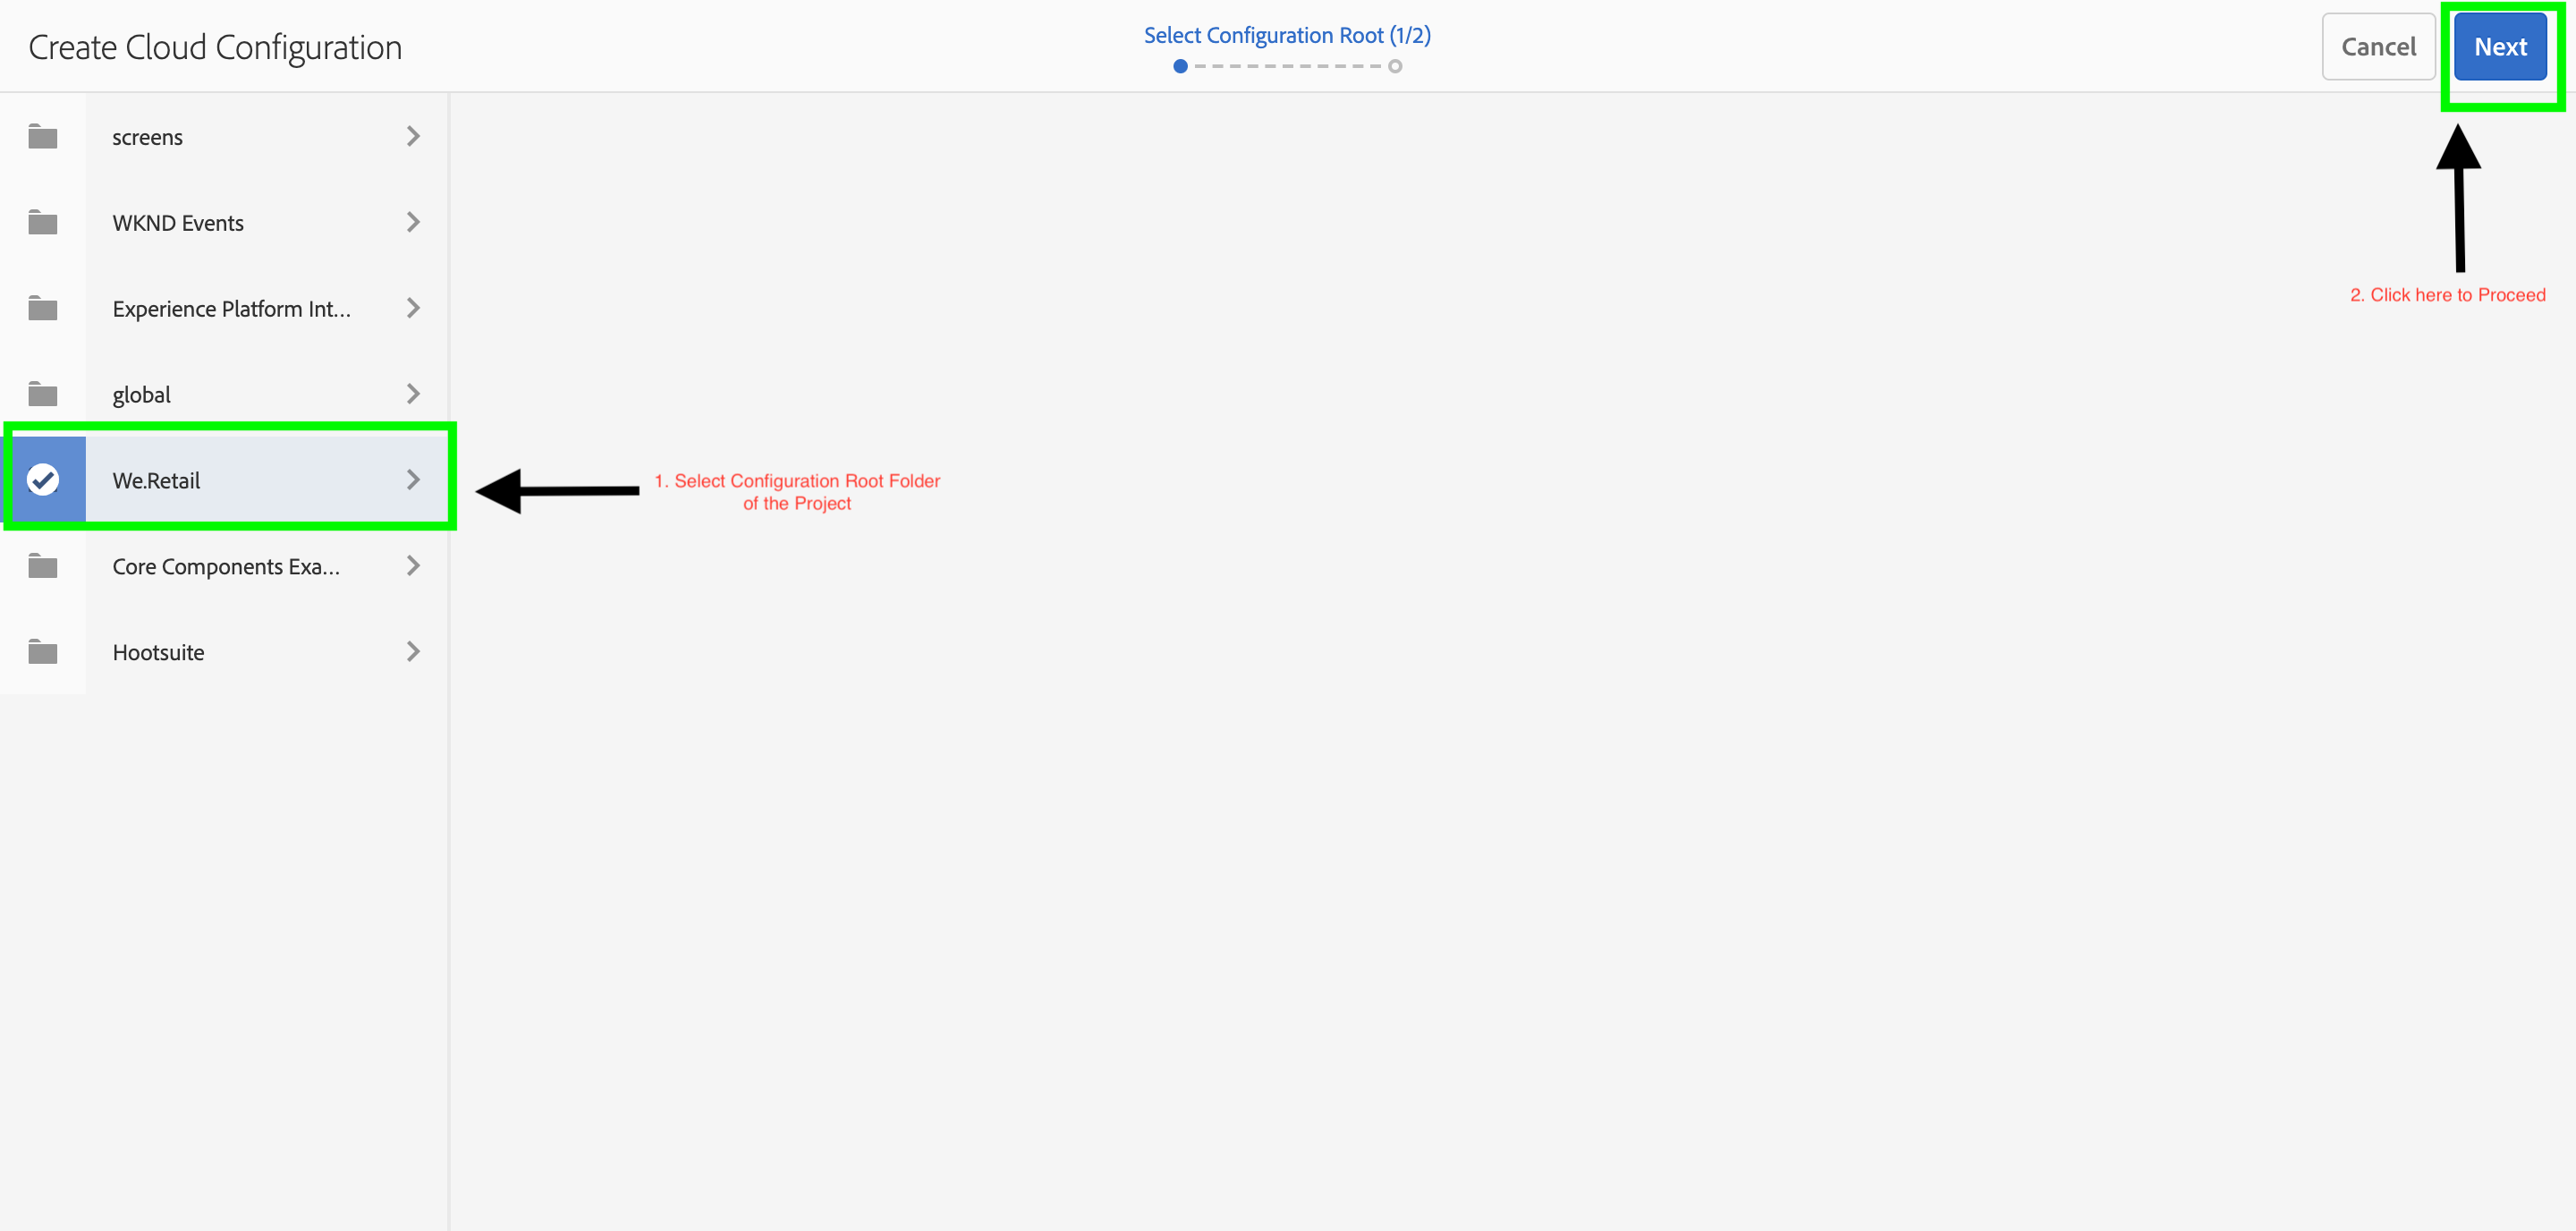 Create Cloud Configuration
Select Configuration Root (1/2)
Cancel
Next
screens
WKND Events
Experience Platform Int...
global
We.Retail
Core Components Exa...
Hootsuite
1. Select Configuration Root Folder
of the Project
2. Click here to Proceed